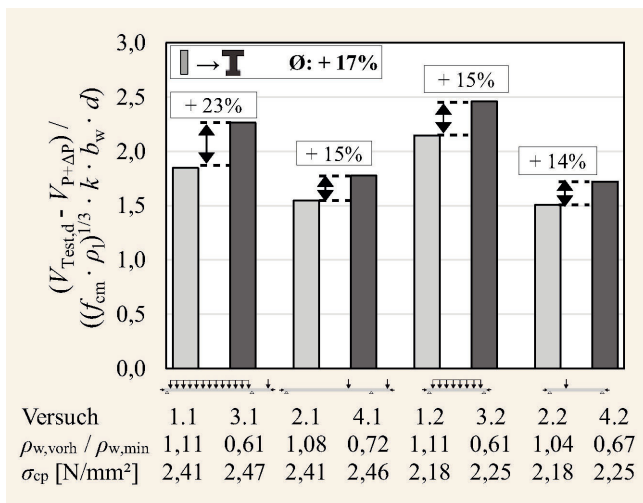 3,0
2,5
2,0
1,5
1,0
0,5
0,0
(V_Test,d - V_P+ΔP) /
((f_cm · ρ_l)^1/3 · k · b_w · d)
→ Ø: + 17%
+ 23%
+ 15%
+ 15%
+ 14%
Versuch 1.1 3.1 2.1 4.1 1.2 3.2 2.2 4.2
ρ_w,vorh / ρ_w,min 1,11 0,61 1,08 0,72 1,11 0,61 1,04 0,67
σ_cp [N/mm²] 2,41 2,47 2,41 2,46 2,18 2,25 2,18 2,25